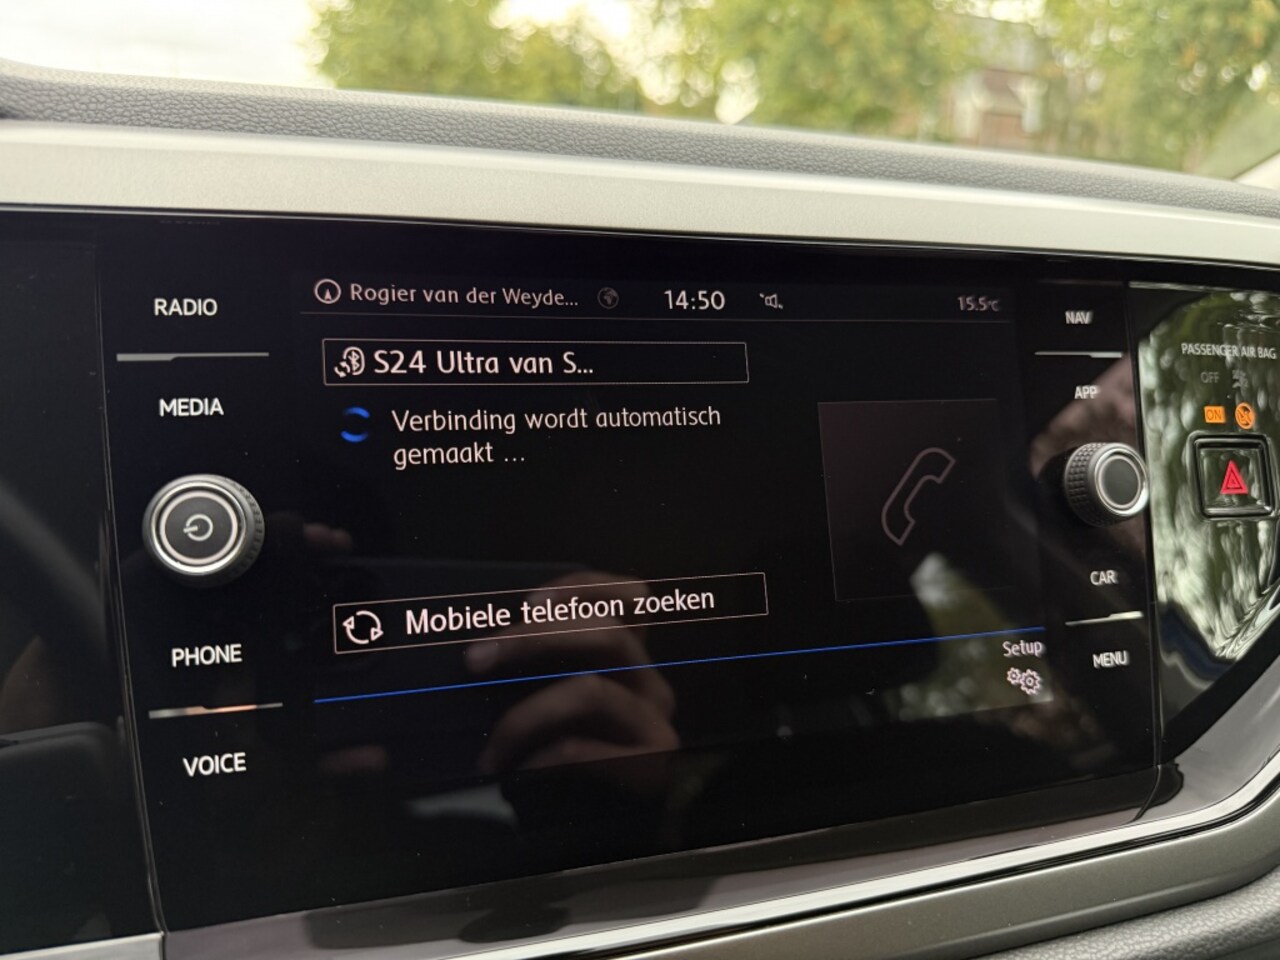 RADIO
MEDIA
PHONE
VOICE
Rogier van der Weyde...
14:50
15.5°C
S24 Ultra van S...
Verbinding wordt automatisch
gemaakt ...
Mobiele telefoon zoeken
Setup
NAV
APP
CAR
MENU
PASSENGER AIR BAG
OFF
ON